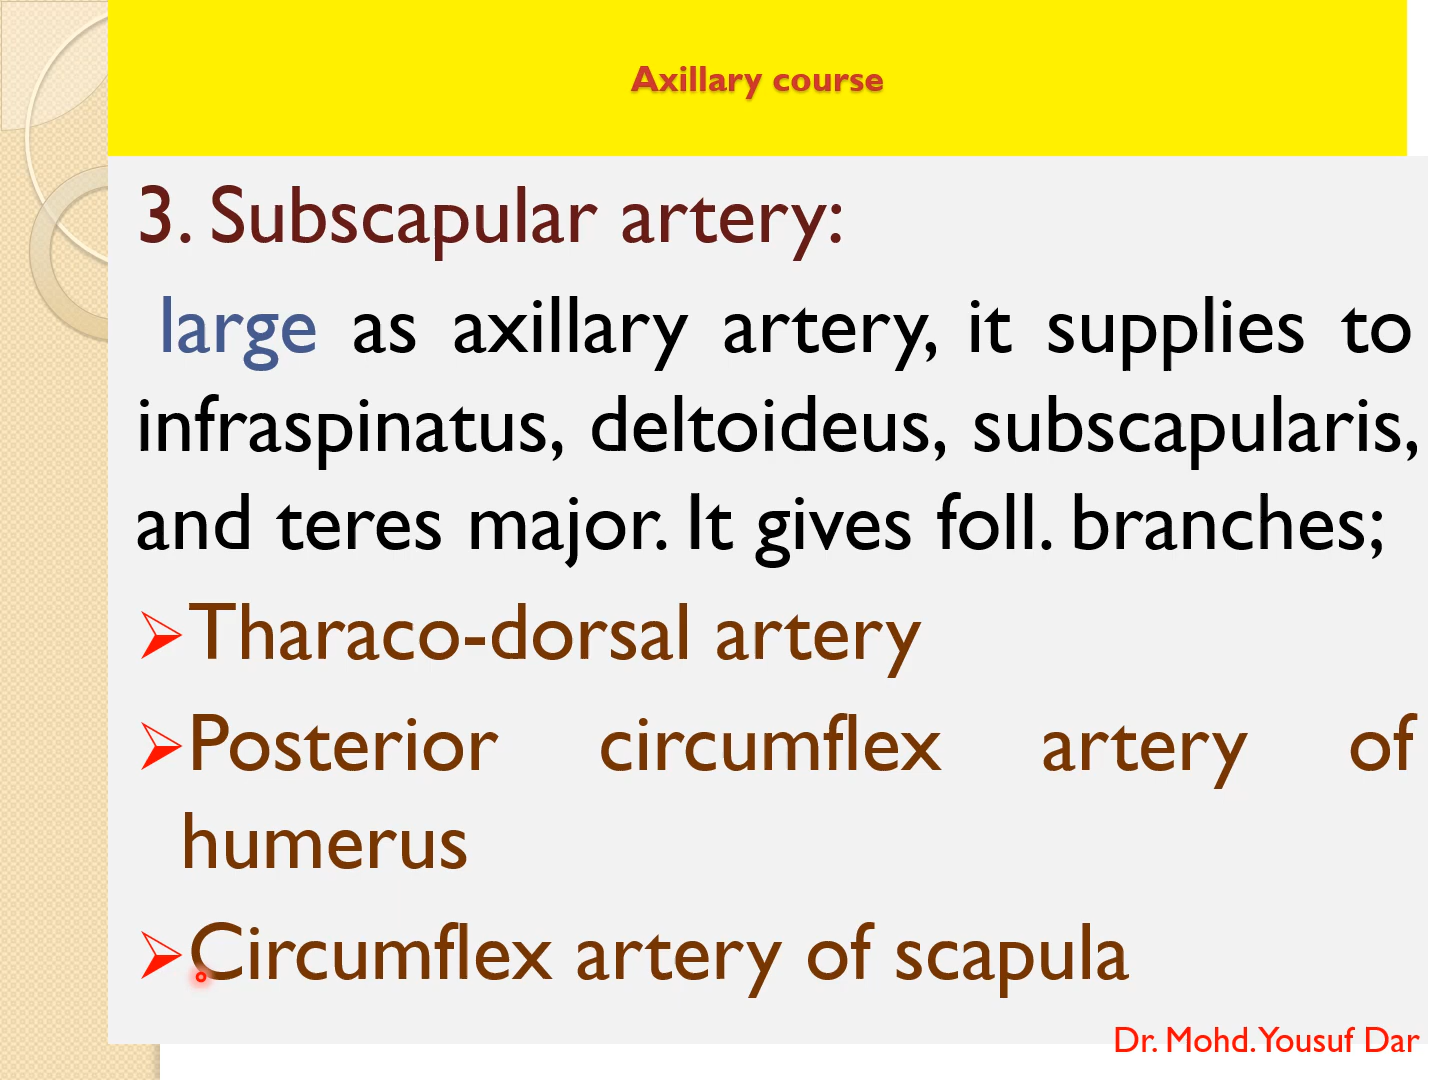 Axillary course
3. Subscapular artery:
large as axillary artery, it supplies to
infraspinatus, deltoideus, subscapularis,
and teres major. It gives foll. branches;
Tharaco-dorsal artery
Posterior circumflex artery of
humerus
Circumflex artery of scapula
Dr. Mohd. Yousuf Dar